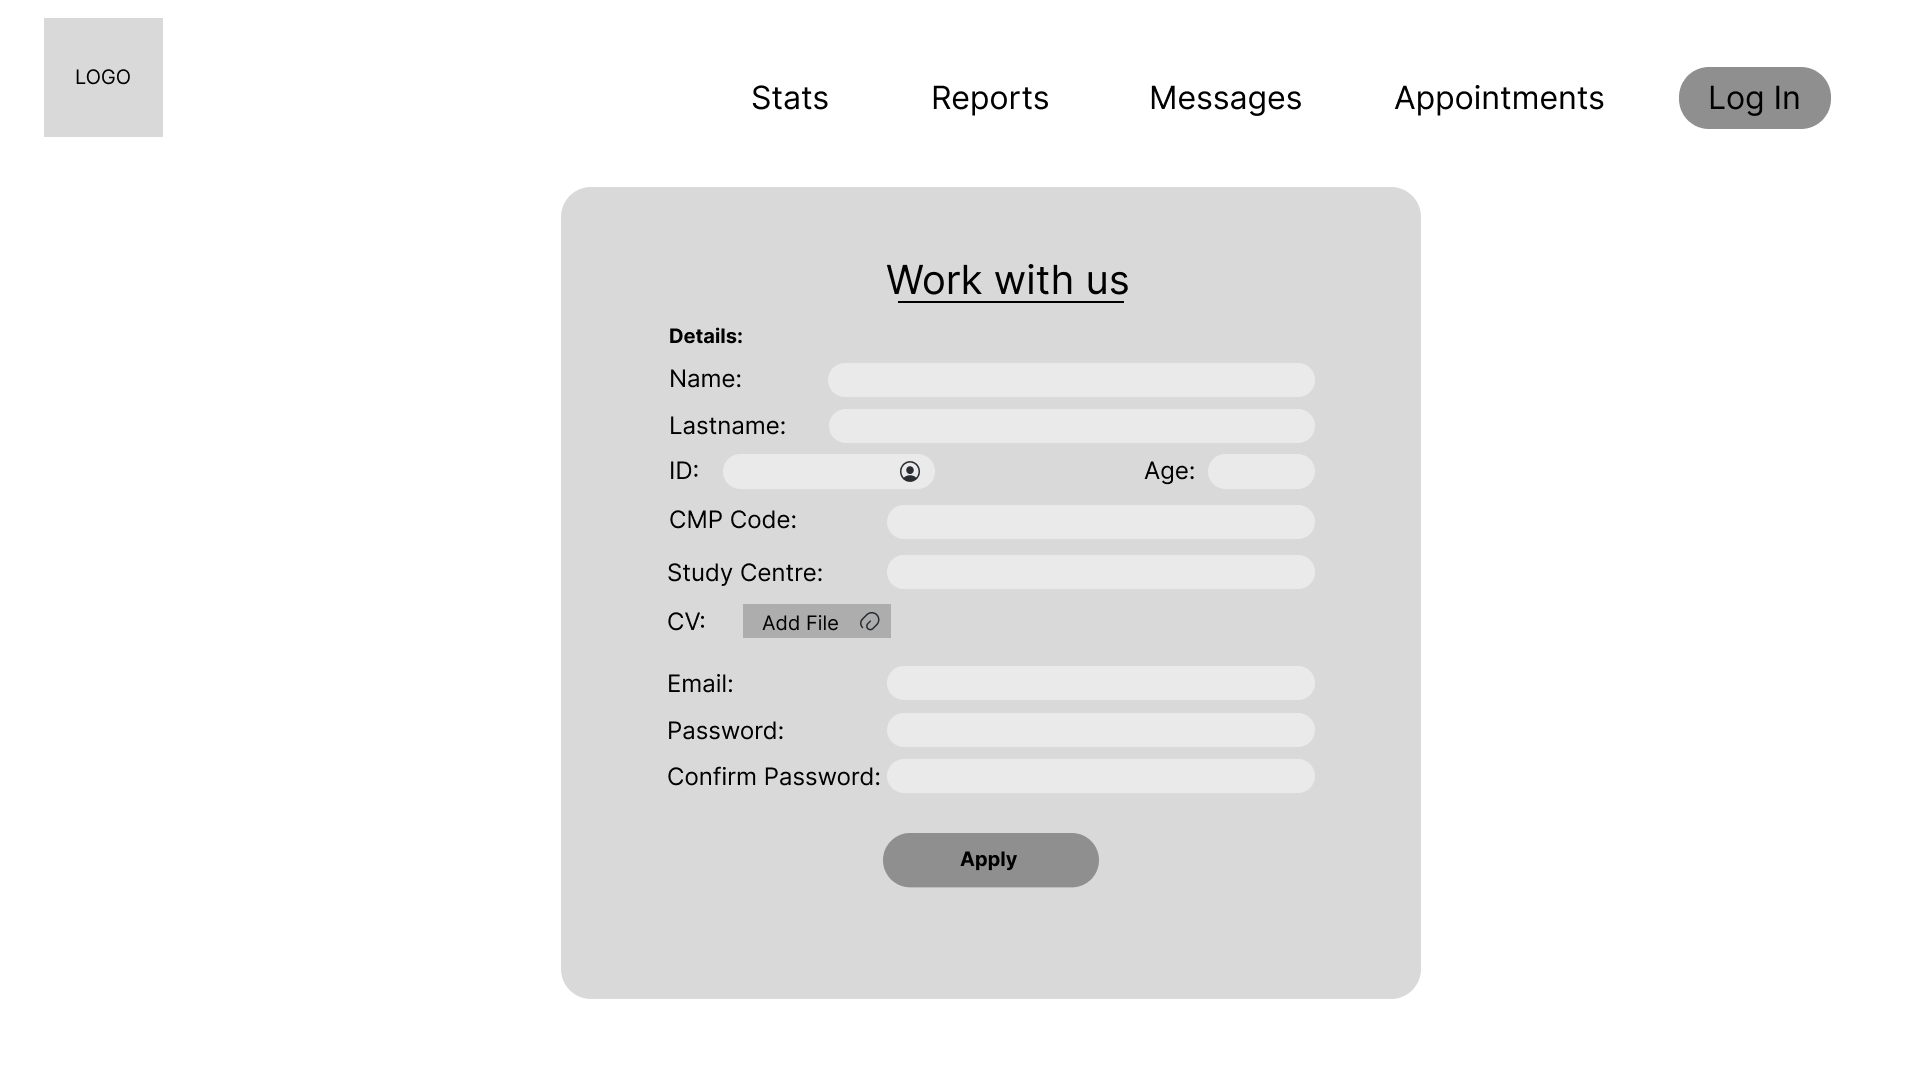 LOGO
Stats Reports Messages Appointments Log In
Work with us
Details:
Name:
Lastname:
ID: Age:
CMP Code:
Study Centre:
CV: Add File
Email:
Password:
Confirm Password:
Apply